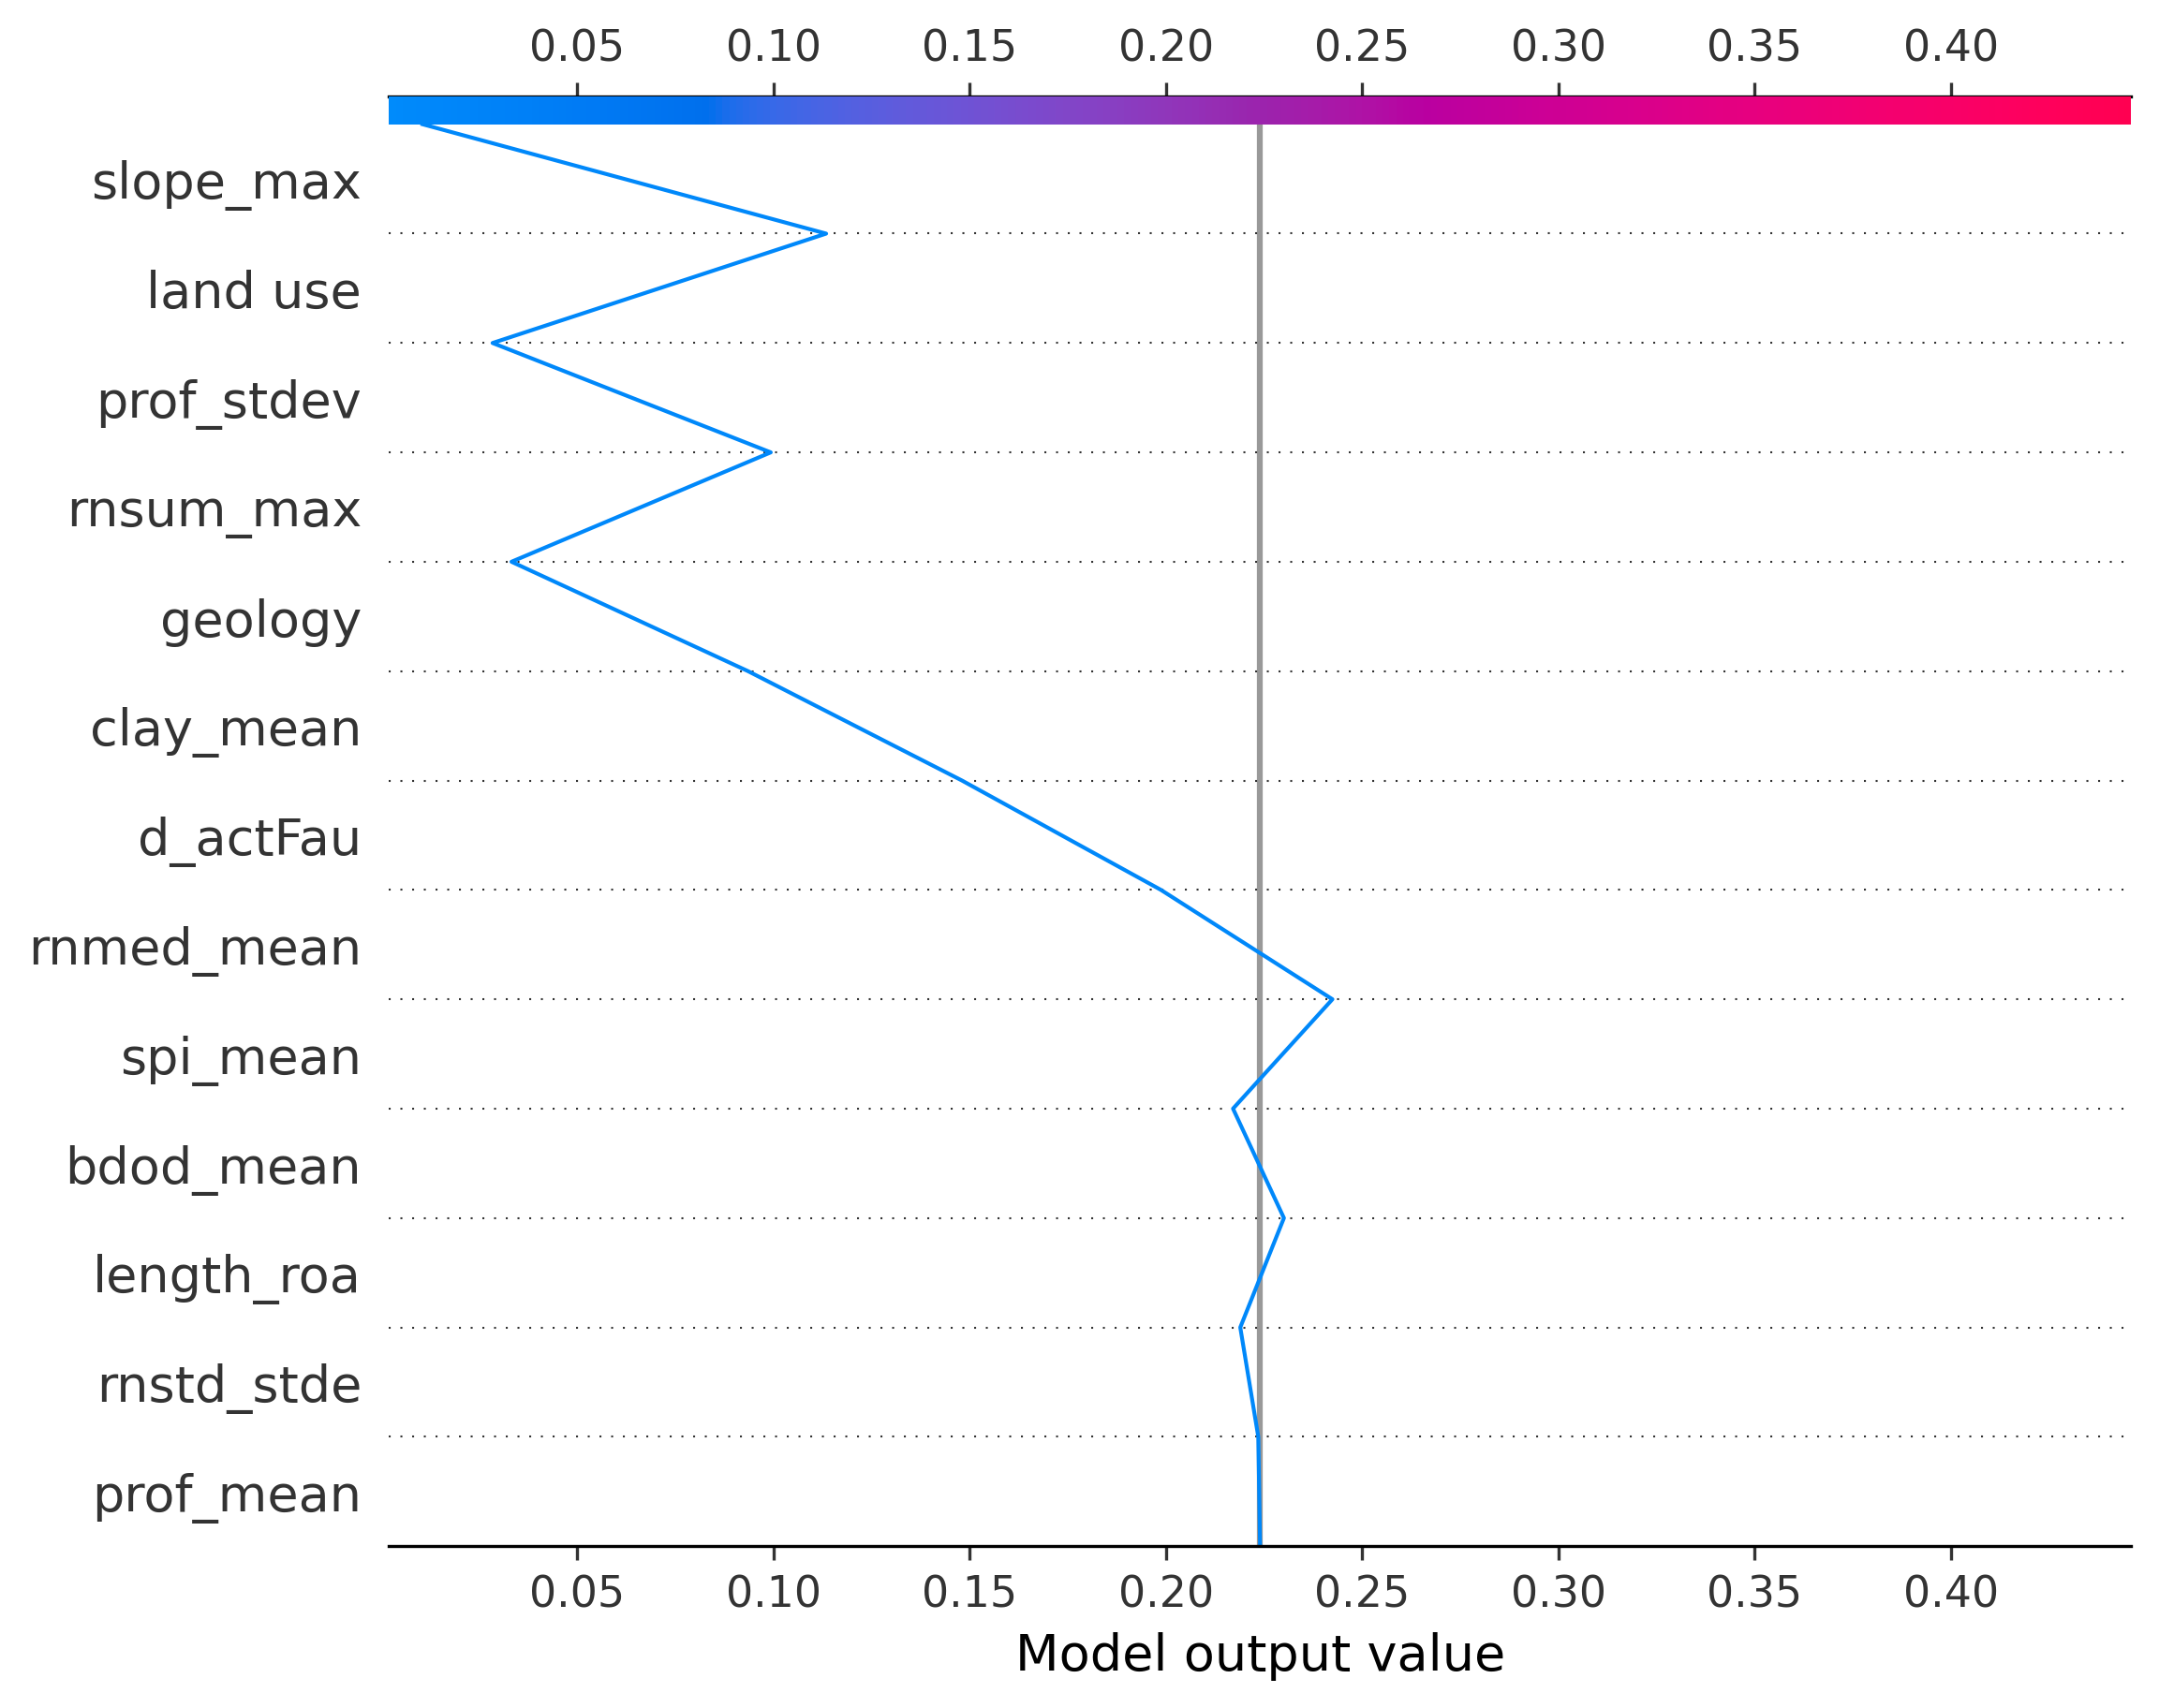 0.05 0.10 0.15 0.20 0.25 0.30 0.35 0.40
slope_max
land use
prof_stdev
rnsum_max
geology
clay_mean
d_actFau
rnmed_mean
spi_mean
bdod_mean
length_roa
rnstd_stde
prof_mean
0.05 0.10 0.15 0.20 0.25 0.30 0.35 0.40
Model output value